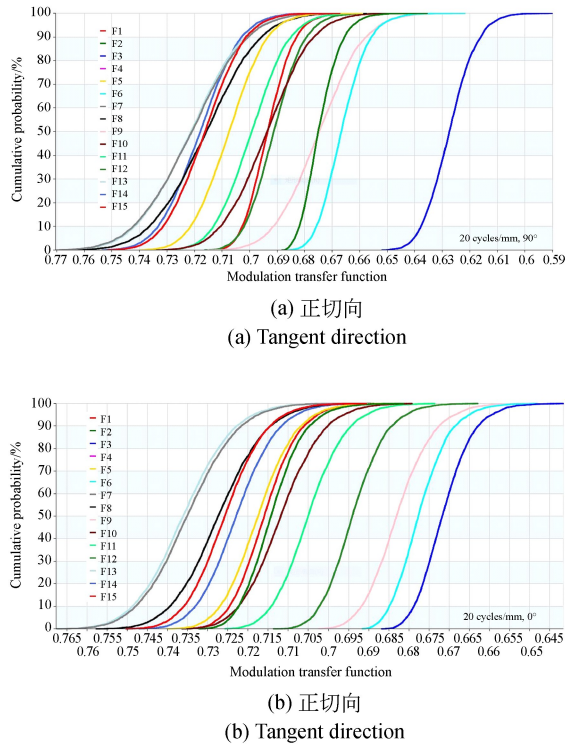 100
90
80
70
60
50
40
30
20
10
0
Cumulative probability/%
F1
F2
F3
F4
F5
F6
F7
F8
F9
F10
F11
F12
F13
F14
F15
20 cycles/mm, 90°
0.77 0.76 0.75 0.74 0.73 0.72 0.71 0.7 0.69 0.68 0.67 0.66 0.65 0.64 0.63 0.62 0.61 0.6 0.59
Modulation transfer function
(a) 正切向
(a) Tangent direction
100
90
80
70
60
50
40
30
20
10
0
Cumulative probability/%
F1
F2
F3
F4
F5
F6
F7
F8
F9
F10
F11
F12
F13
F14
F15
20 cycles/mm, 0°
0.765 0.755 0.745 0.735 0.725 0.715 0.705 0.695 0.685 0.675 0.665 0.655 0.645
0.76 0.75 0.74 0.73 0.72 0.71 0.7 0.69 0.68 0.67 0.66 0.65
Modulation transfer function
(b) 正切向
(b) Tangent direction